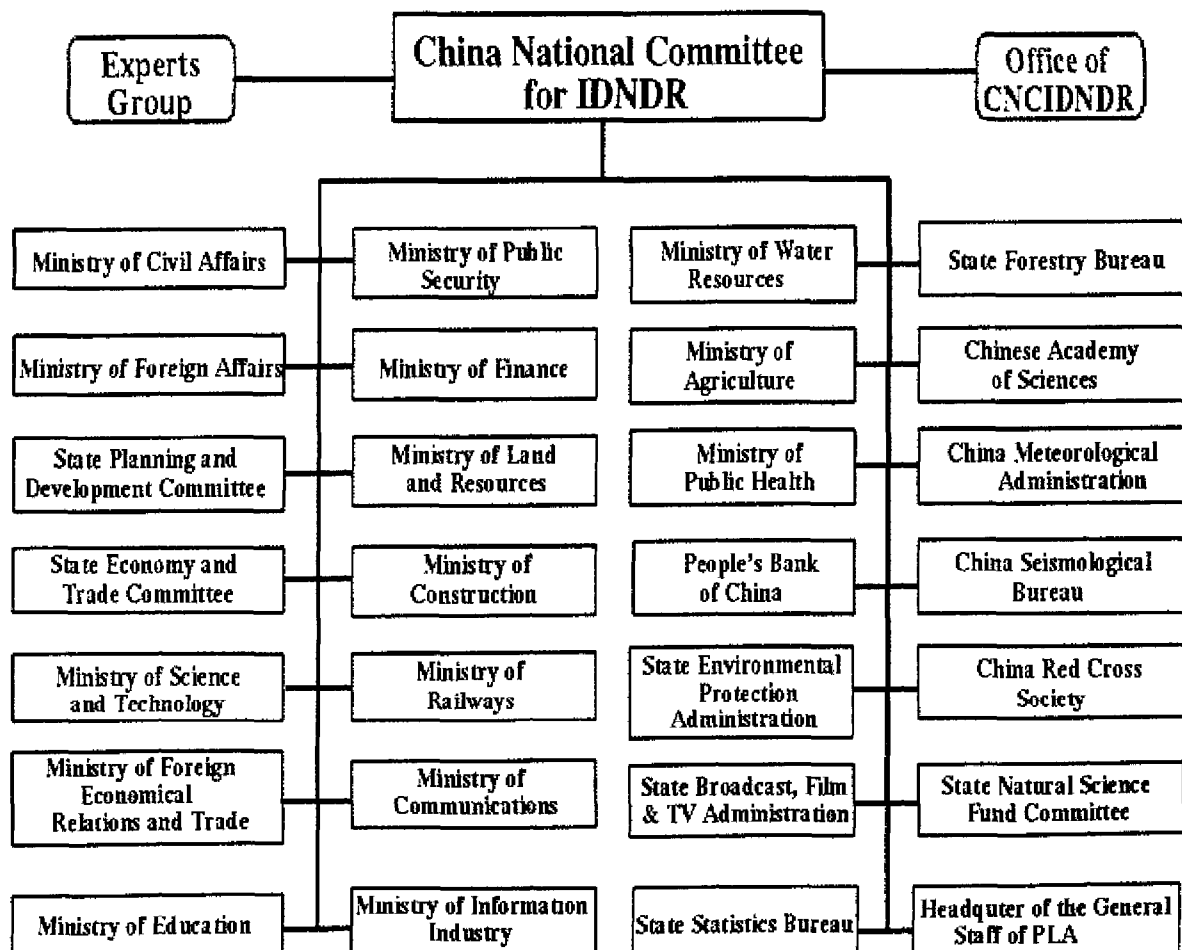 Experts
Group
China National Committee
for IDNDR
Office of
CNCIDNDR
Ministry of Civil Affairs
Ministry of Public
Security
Ministry of Water
Resources
State Forestry Bureau
Ministry of Foreign Affairs
Ministry of Finance
Ministry of
Agriculture
Chinese Academy
of Sciences
State Planning and
Development Committee
Ministry of Land
and Resources
Ministry of
Public Health
China Meteorological
Administration
State Economy and
Trade Committee
Ministry of
Construction
People's Bank
of China
China Seismological
Bureau
Ministry of Science
and Technology
Ministry of
Railways
State Environmental
Protection
Administration
China Red Cross
Society
Ministry of Foreign
Economical
Relations and Trade
Ministry of
Communications
State Broadcast, Film
& TV Administration
State Natural Science
Fund Committee
Ministry of Education
Ministry of Information
Industry
State Statistics Bureau
Headquter of the General
Staff of PLA